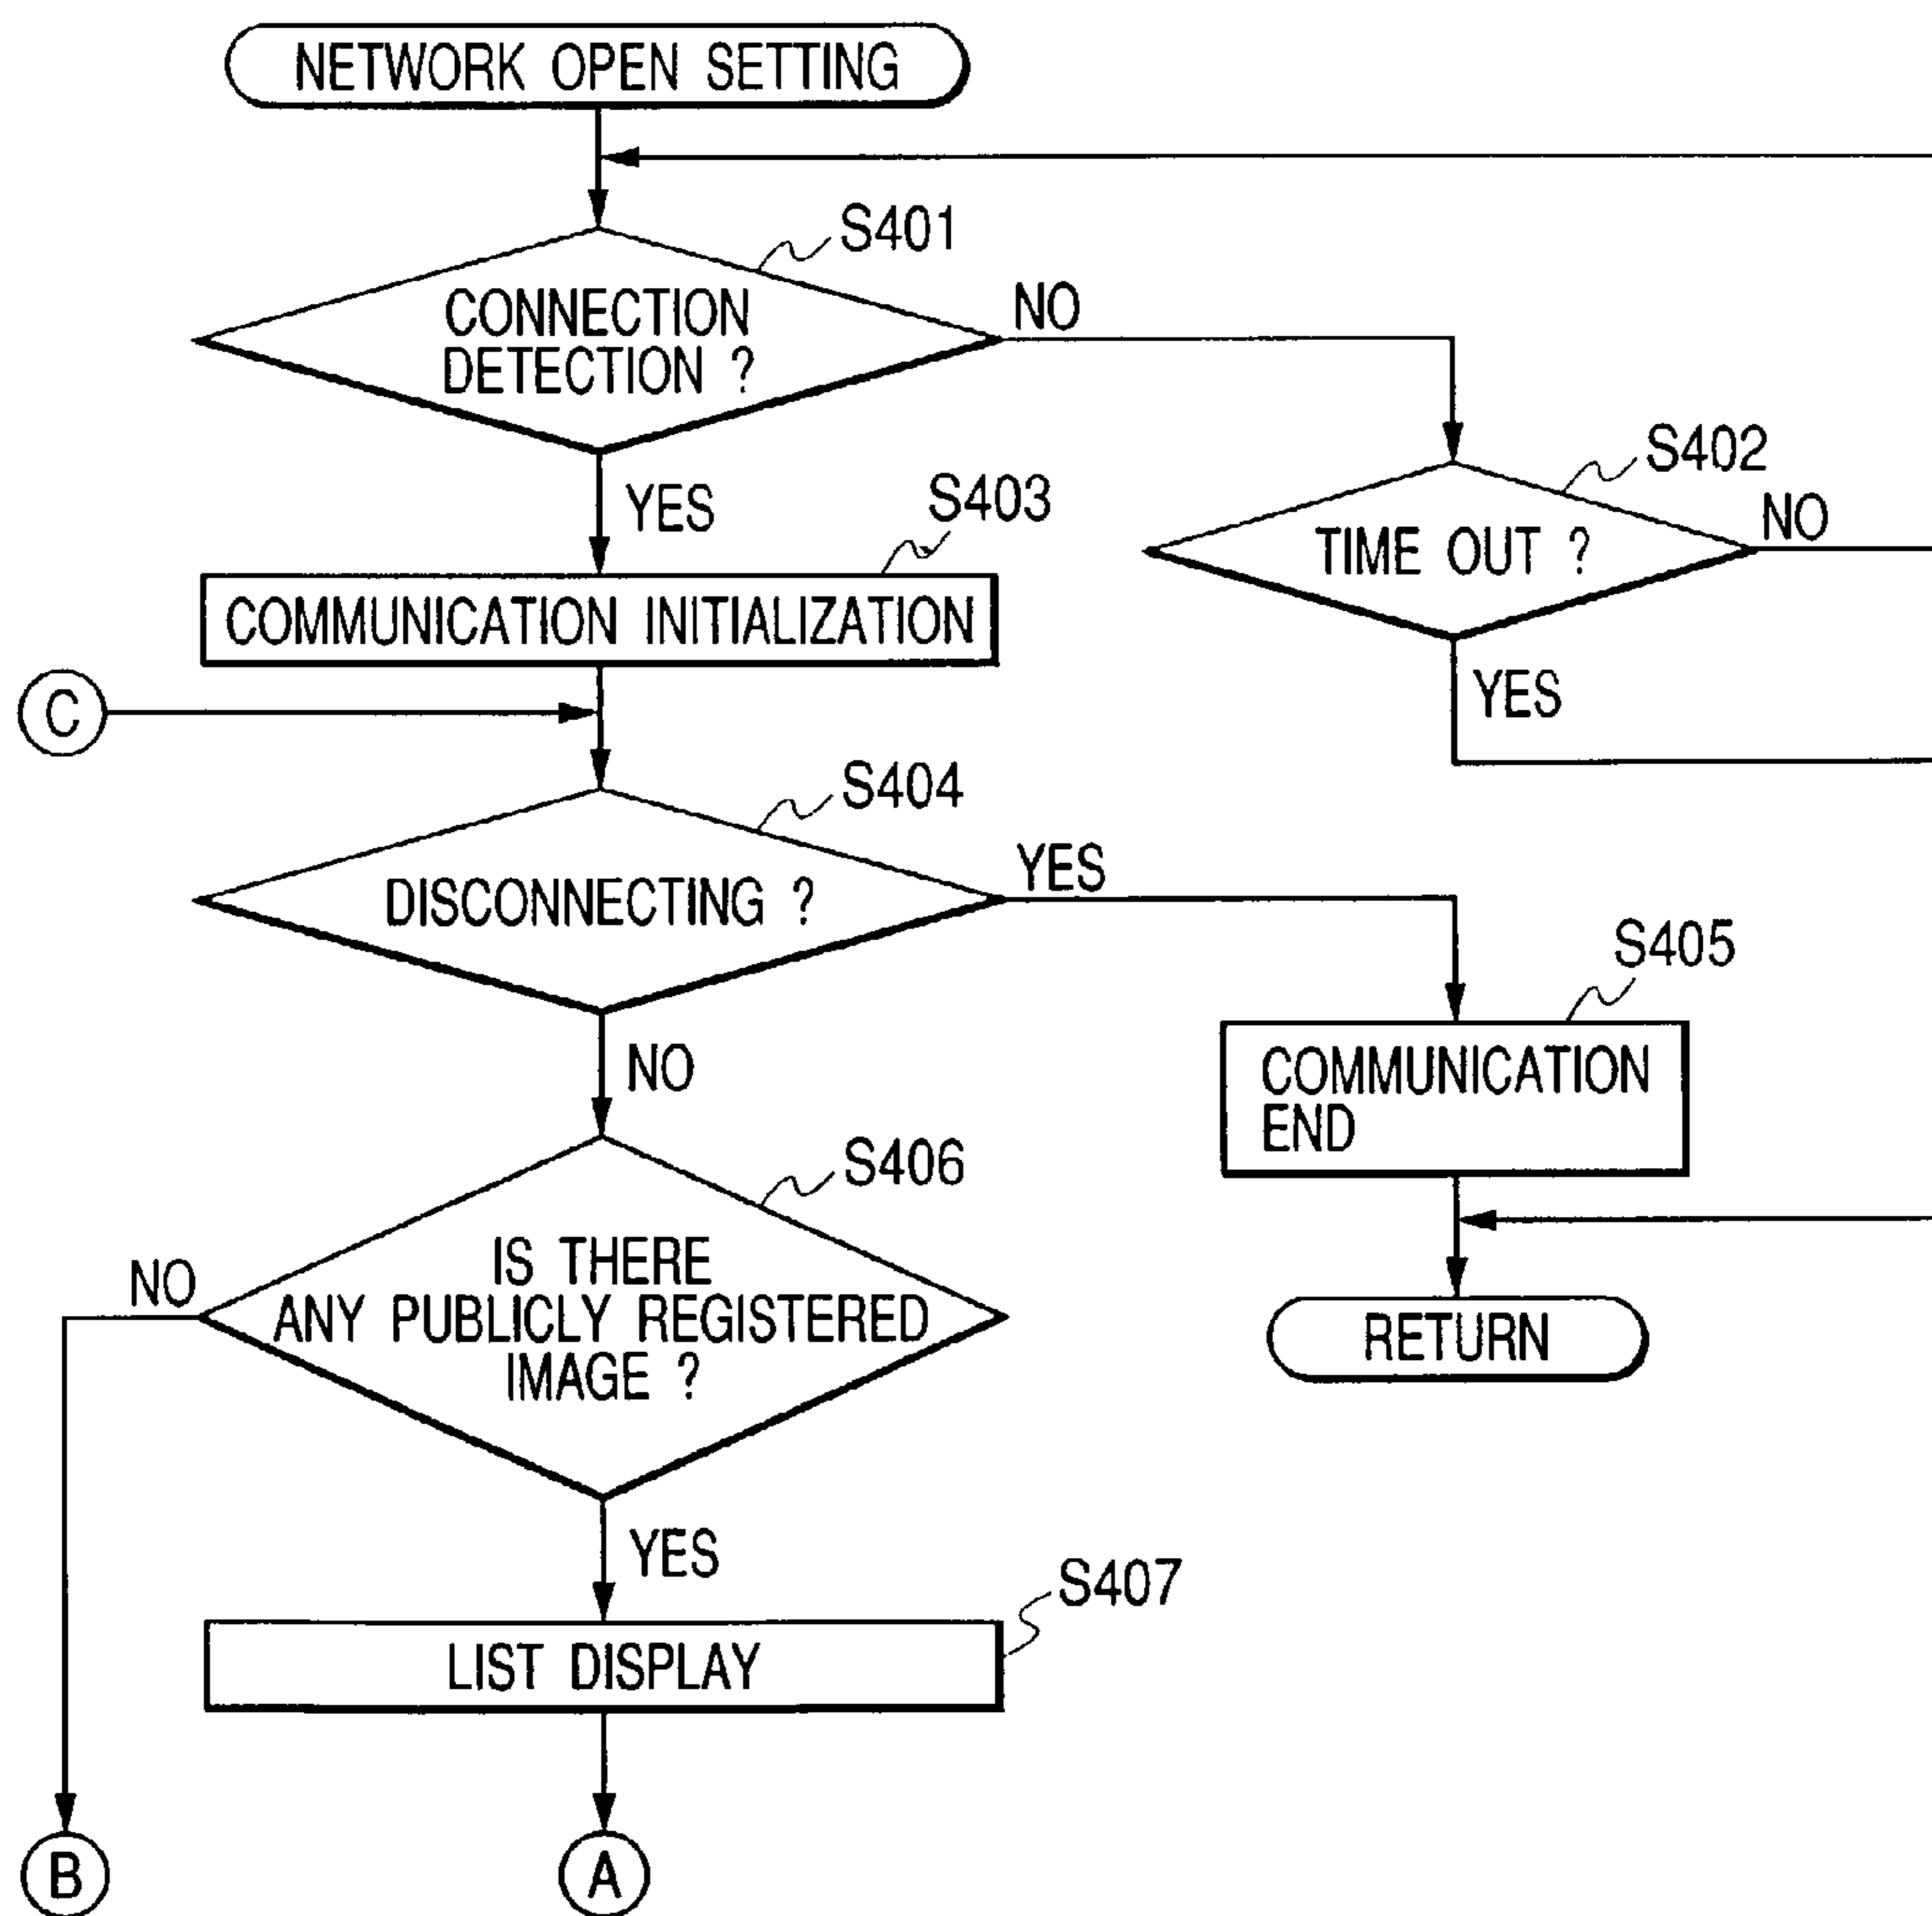 NETWORK OPEN SETTING
S401
CONNECTION
DETECTION ?
NO
S402
TIME OUT ?
NO
YES
YES
S403
COMMUNICATION INITIALIZATION
C
S404
DISCONNECTING ?
YES
S405
COMMUNICATION
END
NO
RETURN
S406
IS THERE
ANY PUBLICLY REGISTERED
IMAGE ?
NO
YES
S407
LIST DISPLAY
B
A